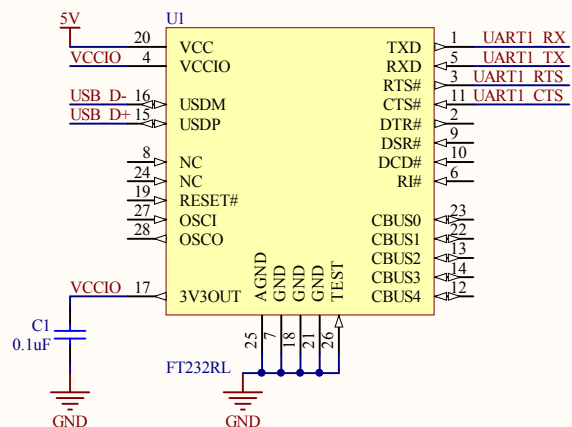 U1
5V
20 VCC TXD 1 UART1_RX
VCCIO 4 VCCIO RXD 5 UART1_TX
RTS# 3 UART1_RTS
USB_D- 16 USDM CTS# 11 UART1_CTS
USB_D+ 15 USDP DTR# 2
DSR# 9
8 NC DCD# 10
24 NC RI# 6
19 RESET#
27 OSCI CBUS0 23
28 OSCO CBUS1 22
CBUS2 13
CBUS3 14
VCCIO 17 3V3OUT CBUS4 12
AGND GND GND GND TEST
25 7 18 21 26
C1
0.1uF
FT232RL
GND
GND